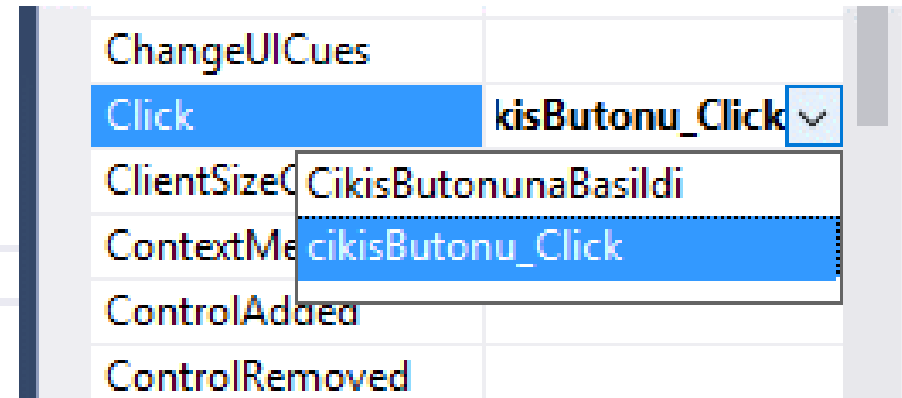 ChangeUICues
Click kisButonu_Click
ClientSizeC
CikisButonunaBasildi
ContextMe
cikisButonu_Click
ControlAdded
ControlRemoved